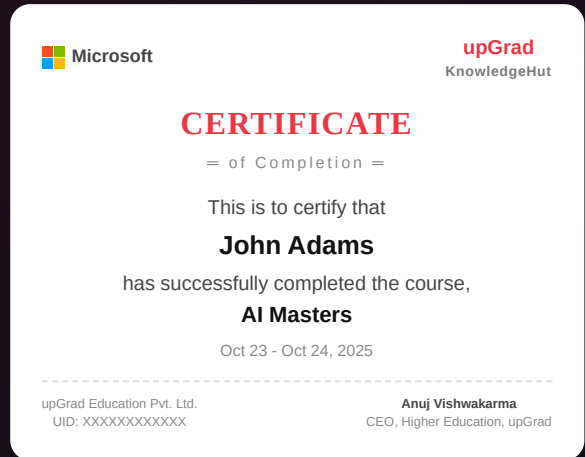 Microsoft
upGrad
KnowledgeHut
CERTIFICATE
= of Completion =
This is to certify that
John Adams
has successfully completed the course,
AI Masters
Oct 23 - Oct 24, 2025
upGrad Education Pvt. Ltd.
UID: XXXXXXXXXXXX
Anuj Vishwakarma
CEO, Higher Education, upGrad